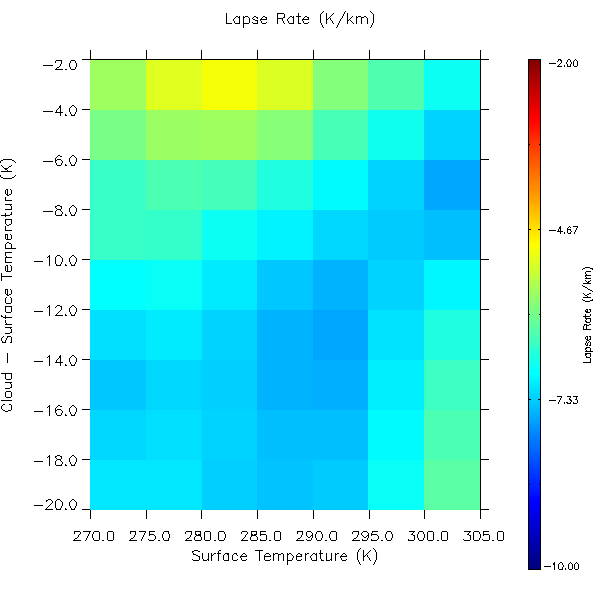 Lapse Rate (K/km)
−2.0
−4.0
−6.0
−8.0
−10.0
−12.0
−14.0
−16.0
−18.0
−20.0
Cloud − Surface Temperature (K)
270.0 275.0 280.0 285.0 290.0 295.0 300.0 305.0
Surface Temperature (K)
−2.00
−4.67
−7.33
−10.00
Lapse Rate (K/km)